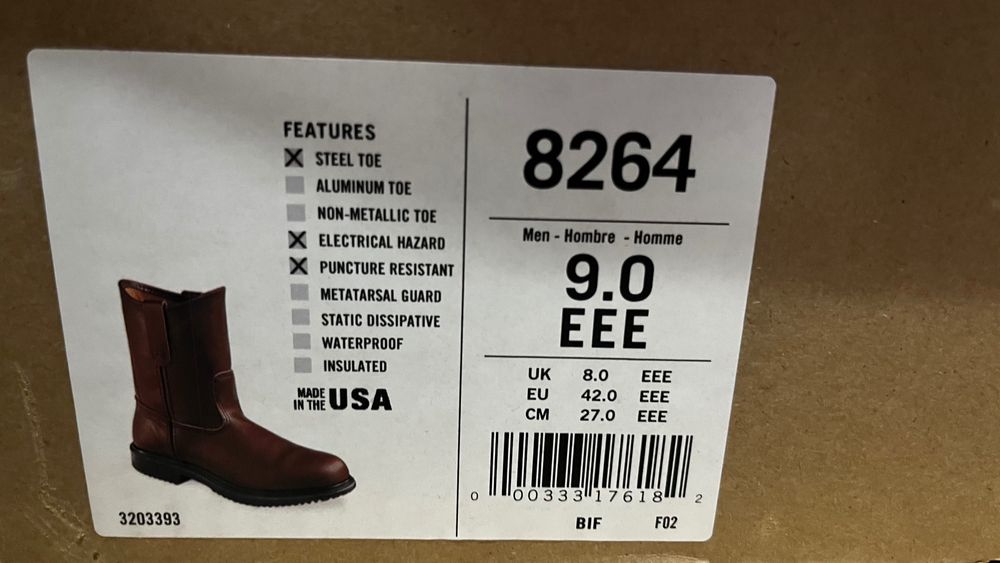 FEATURES
STEEL TOE
ALUMINUM TOE
NON-METALLIC TOE
ELECTRICAL HAZARD
PUNCTURE RESISTANT
METATARSAL GUARD
STATIC DISSIPATIVE
WATERPROOF
INSULATED
MADE IN THE USA
3203393
8264
Men - Hombre - Homme
9.0
EEE
UK 8.0 EEE
EU 42.0 EEE
CM 27.0 EEE
0 00333 17618 2
BIF F02